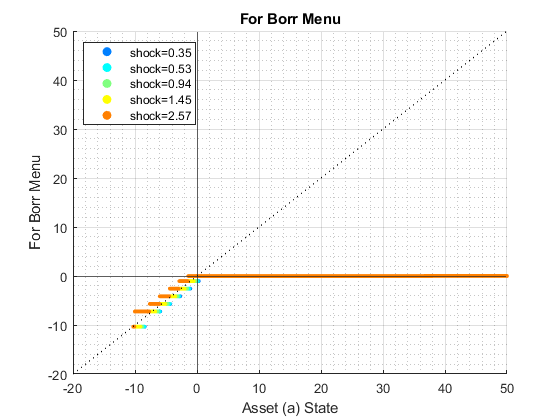 For Borr Menu
50
40
30
20
10
0
-10
-20
For Borr Menu
shock=0.35
shock=0.53
shock=0.94
shock=1.45
shock=2.57
-20 -10 0 10 20 30 40 50
Asset (a) State